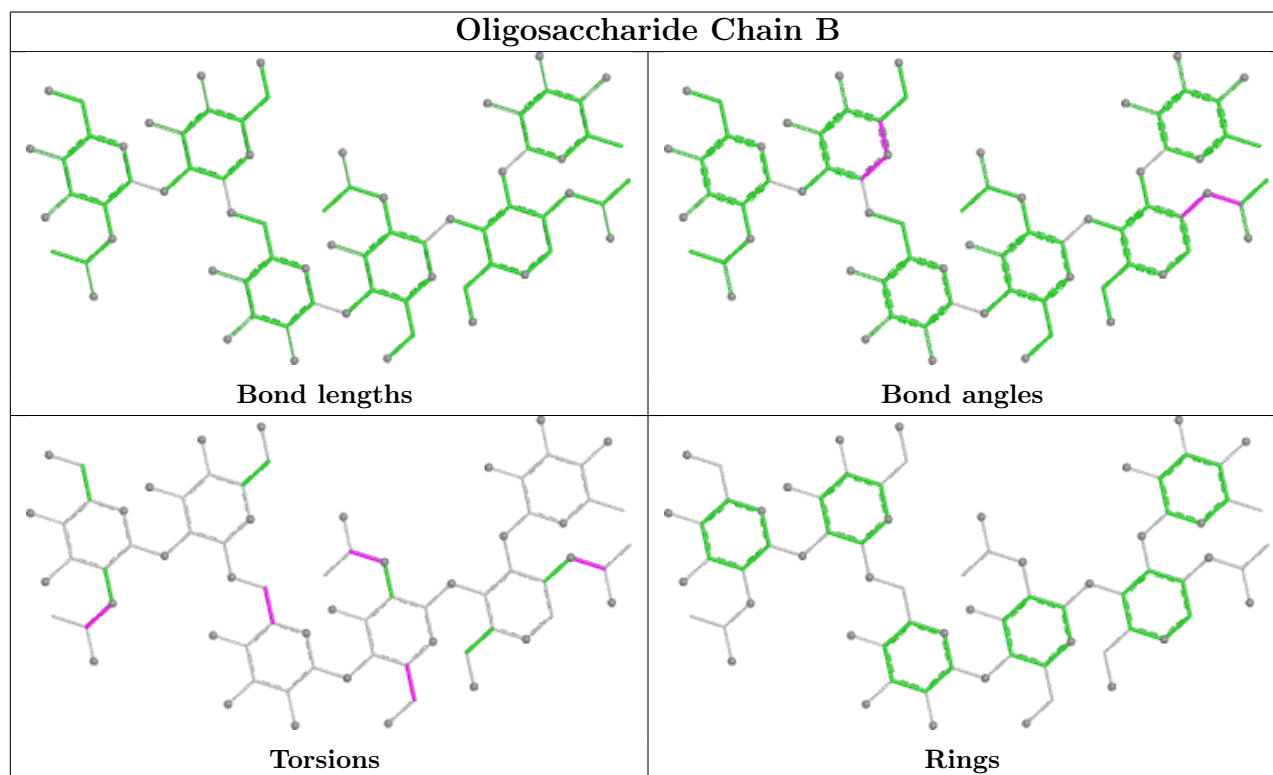 Oligosaccharide Chain B
Bond lengths
Bond angles
Torsions
Rings